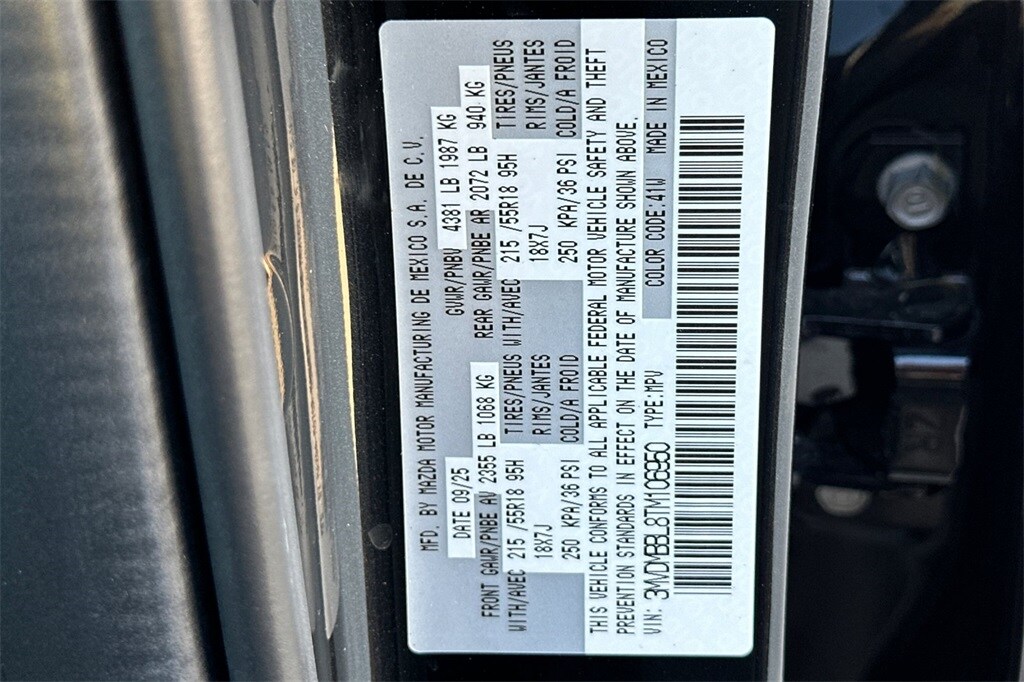 MFD. BY MAZDA MOTOR MANUFACTURING DE MEXICO S.A. DE C.V.
DATE 09/25 GVWR/PNBV 4381 LB 1987 KG
FRONT GAWR/PNBE AV 2355 LB 1068 KG REAR GAWR/PNBE AR 2072 LB 940 KG
WITH/AVEC 215 /55R18 95H TIRES/PNEUS WITH/AVEC 215 /55R18 95H TIRES/PNEUS
18X7J RIMS/JANTES 18X7J RIMS/JANTES
250 KPA/36 PSI COLD/A FROID 250 KPA/36 PSI COLD/A FROID
THIS VEHICLE CONFORMS TO ALL APPLICABLE FEDERAL MOTOR VEHICLE SAFETY AND THEFT
PREVENTION STANDARDS IN EFFECT ON THE DATE OF MANUFACTURE SHOWN ABOVE.
VIN: 3MVDMBBL8TM106960 TYPE:MPV COLOR CODE:41W MADE IN MEXICO